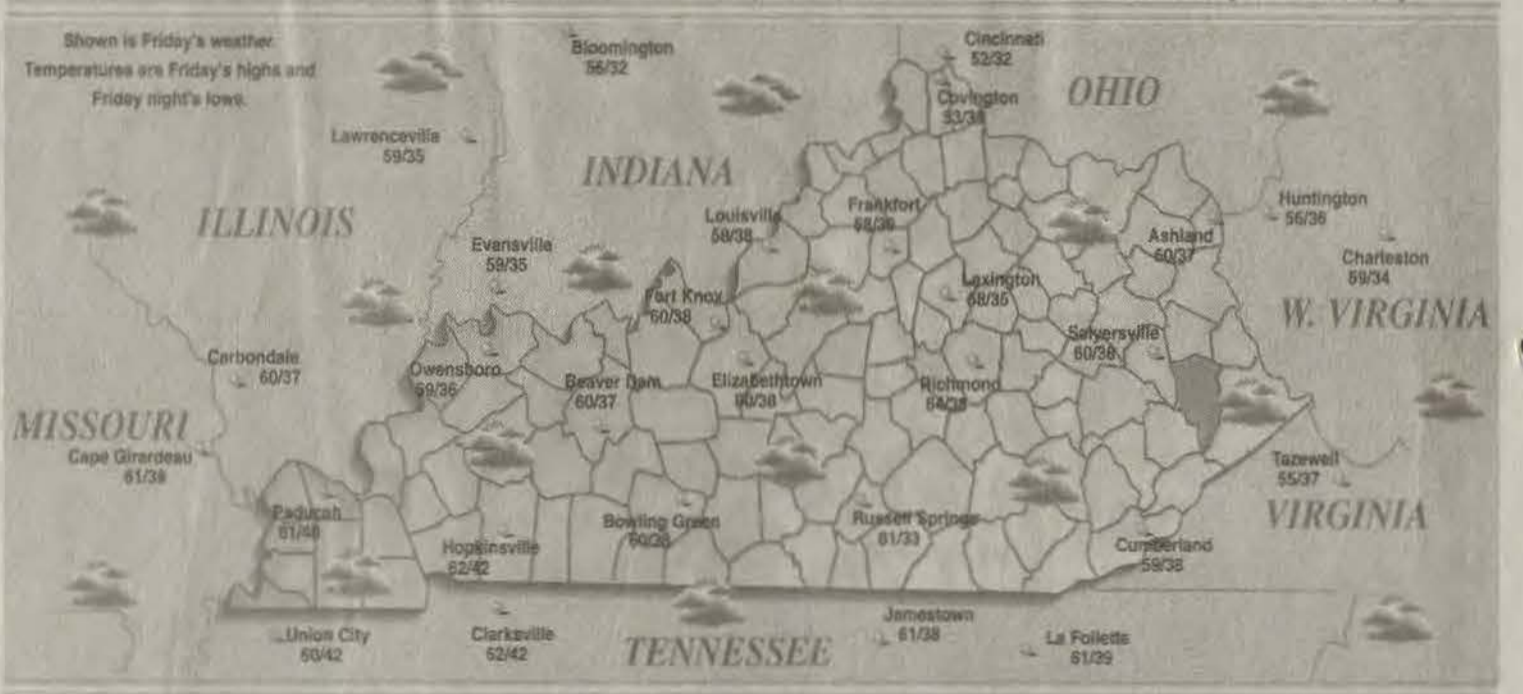 Shown is Friday's weather.
Temperatures are Friday's highs and
Friday night's lows.
Bloomington
56/32
Cincinnati
52/32
Covington
OHIO
Lawrenceville
59/35
INDIANA
ILLINOIS
Louisville
58/38
Frankfort
Huntington
56/36
Ashland
60/37
Charleston
59/34
Evansville
59/35
Fort Knox
60/38
Lexington
58/35
W. VIRGINIA
Salyersville
60/38
Carbondale
60/37
Owensboro
59/36
Beaver Dam
60/37
Elizabethtown
60/38
Richmond
MISSOURI
Cape Girardeau
61/39
Tazewell
55/37
VIRGINIA
Paducah
Hopkinsville
62/42
Bowling Green
Russell Springs
61/33
Cumberland
59/38
Union City
60/42
Clarksville
62/42
TENNESSEE
Jamestown
61/38
La Follette
61/39